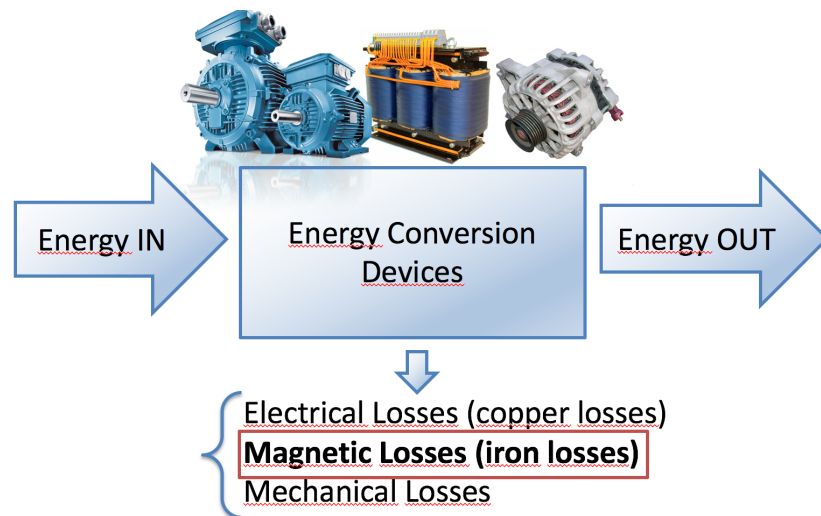 Energy IN
Energy Conversion
Devices
Energy OUT
Electrical Losses (copper losses)
Magnetic Losses (iron losses)
Mechanical Losses